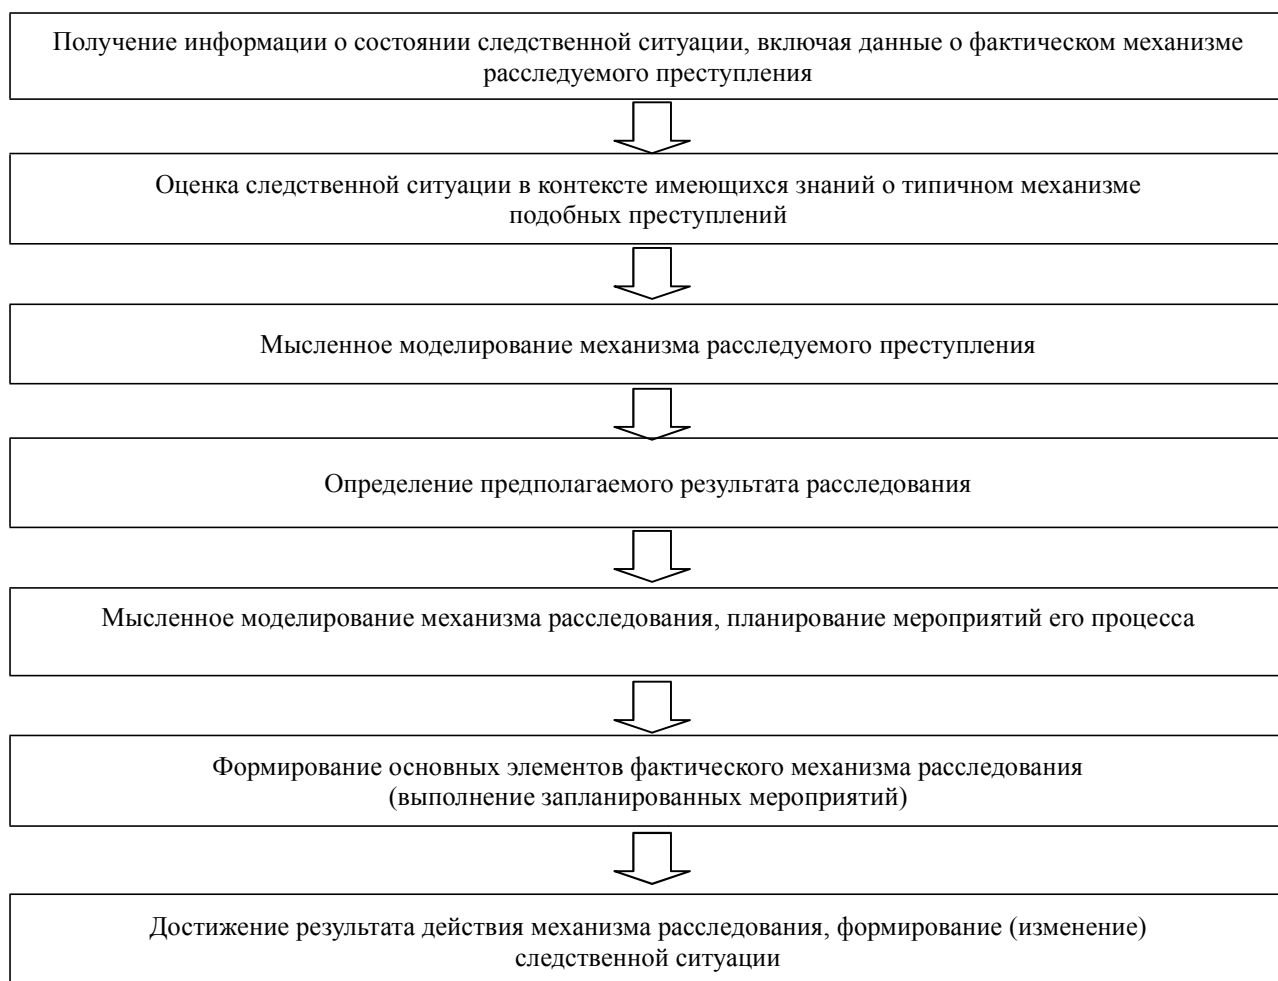 Получение информации о состоянии следственной ситуации, включая данные о фактическом механизме
расследуемого преступления
Оценка следственной ситуации в контексте имеющихся знаний о типичном механизме
подобных преступлений
Мысленное моделирование механизма расследуемого преступления
Определение предполагаемого результата расследования
Мысленное моделирование механизма расследования, планирование мероприятий его процесса
Формирование основных элементов фактического механизма расследования
(выполнение запланированных мероприятий)
Достижение результата действия механизма расследования, формирование (изменение)
следственной ситуации